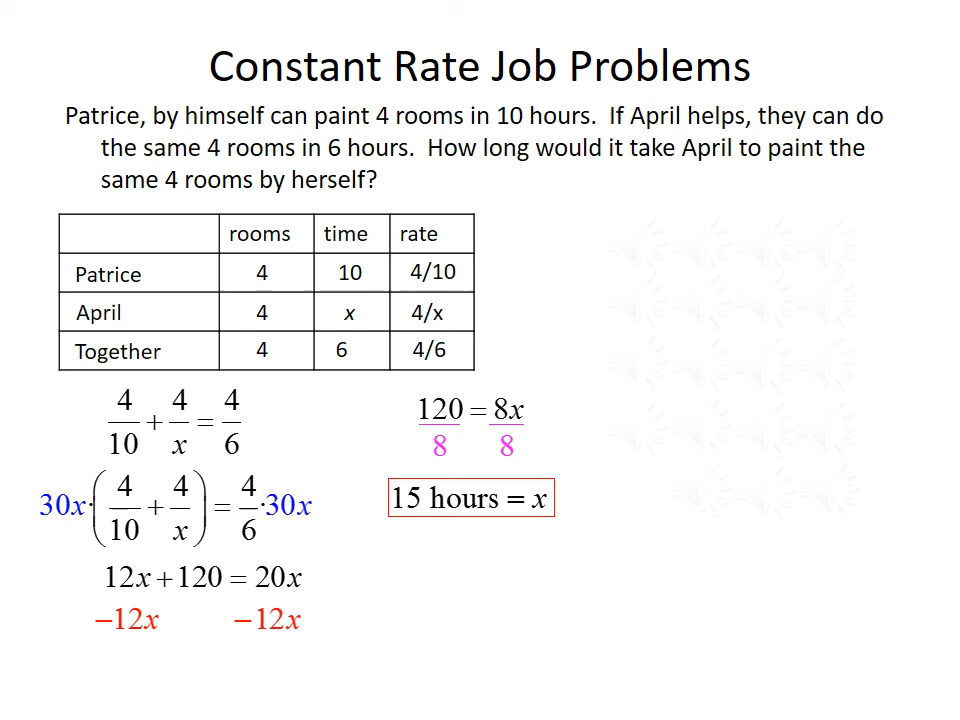 Constant Rate Job Problems
Patrice, by himself can paint 4 rooms in 10 hours.  If April helps, they can do
the same 4 rooms in 6 hours.  How long would it take April to paint the
same 4 rooms by herself?
rooms time rate
Patrice 4 10 4/10
April 4 x 4/x
Together 4 6 4/6
4/10 + 4/x = 4/6
30x·(4/10 + 4/x) = 4/6·30x
12x + 120 = 20x
−12x −12x
120 = 8x
8 8
15 hours = x